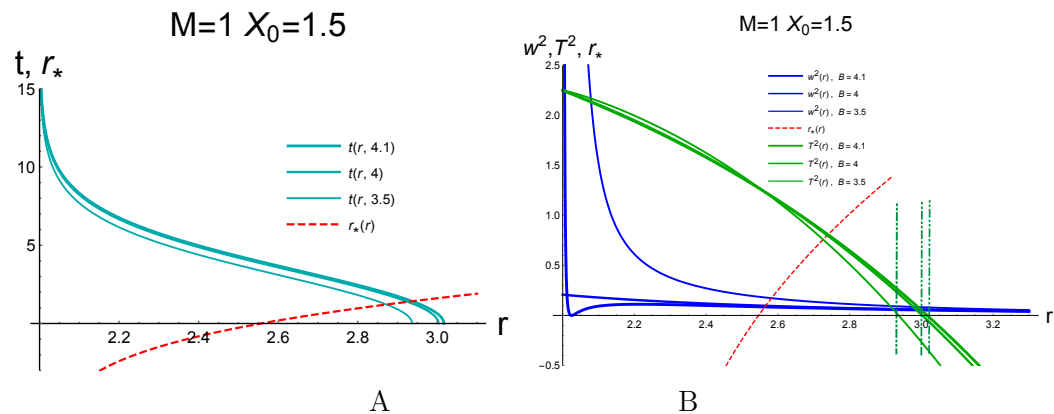 M=1 X₀=1.5
t, r⋆
15
10
5
2.2
2.4
2.6
2.8
3.0
r
t(r, 4.1)
t(r, 4)
t(r, 3.5)
r⋆(r)
A
M=1 X₀=1.5
w², T², r⋆
2.5
2.0
1.5
1.0
0.5
0.0
-0.5
2.2
2.4
2.6
2.8
3.0
3.2
r
w²(r) , B = 4.1
w²(r) , B = 4
w²(r) , B = 3.5
r⋆(r)
T²(r) , B = 4.1
T²(r) , B = 4
T²(r) , B = 3.5
B